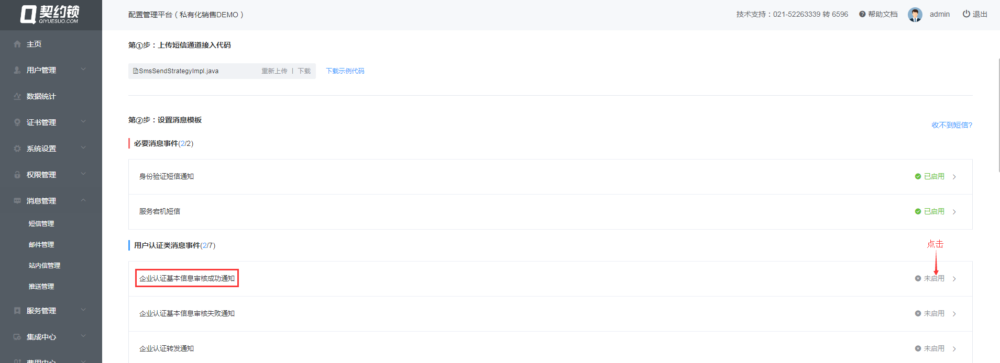 契约锁
QIYUESUO.COM
配置管理平台（私有化销售DEMO）
技术支持：021-52263339 转 6596
帮助文档
admin
退出
主页
用户管理
数据统计
证书管理
系统设置
权限管理
消息管理
短信管理
邮件管理
站内信管理
推送管理
服务管理
集成中心
费用中心
第①步：上传短信通道接入代码
SmsSendStrategyImpl.java 重新上传 | 下载 下载示例代码
第②步：设置消息模板
收不到短信?
必要消息事件(2/2)
身份验证短信通知 已启用
服务宕机短信 已启用
用户认证类消息事件(2/7)
点击
企业认证基本信息审核成功通知 未启用
企业认证基本信息审核失败通知 未启用
企业认证转发通知 未启用